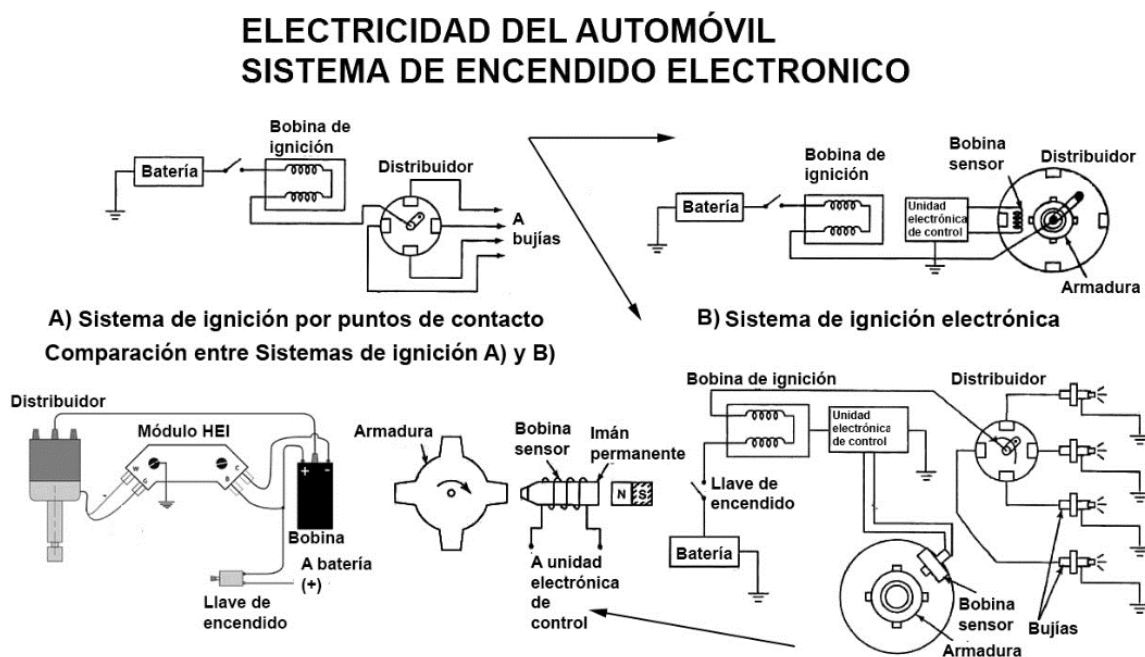 ELECTRICIDAD DEL AUTOMÓVIL
SISTEMA DE ENCENDIDO ELECTRONICO
Bobina de
ignición
Batería
Distribuidor
A
bujías
A) Sistema de ignición por puntos de contacto
Comparación entre Sistemas de ignición A) y B)
Bobina
sensor
Distribuidor
Bobina de
ignición
Batería
Unidad
electrónica
de control
Armadura
B) Sistema de ignición electrónica
Distribuidor
Módulo HEI
W
G
C
B
+ -
Bobina
A batería
(+)
Llave de
encendido
Armadura
Bobina
sensor
Imán
permanente
N S
A unidad
electrónica
de
control
Bobina de ignición
Distribuidor
Unidad
electrónica
de control
Llave de
encendido
Batería
Bobina
sensor
Armadura
Bujías